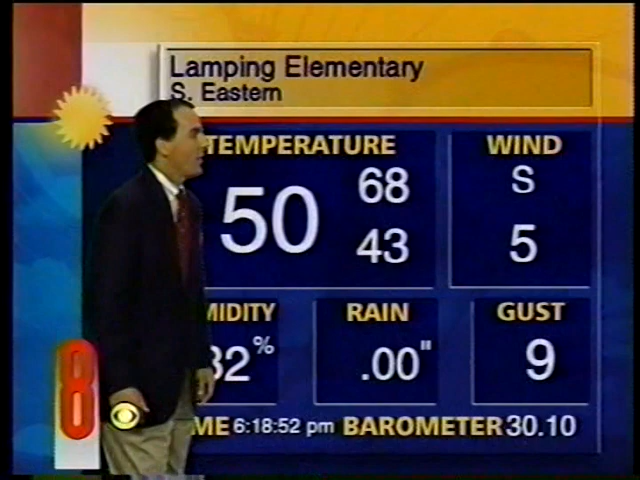 Lamping Elementary
S. Eastern
TEMPERATURE
50
68
43
WIND
S
5
MIDITY
32%
RAIN
.00"
GUST
9
8
ME 6:18:52 pm BAROMETER 30.10